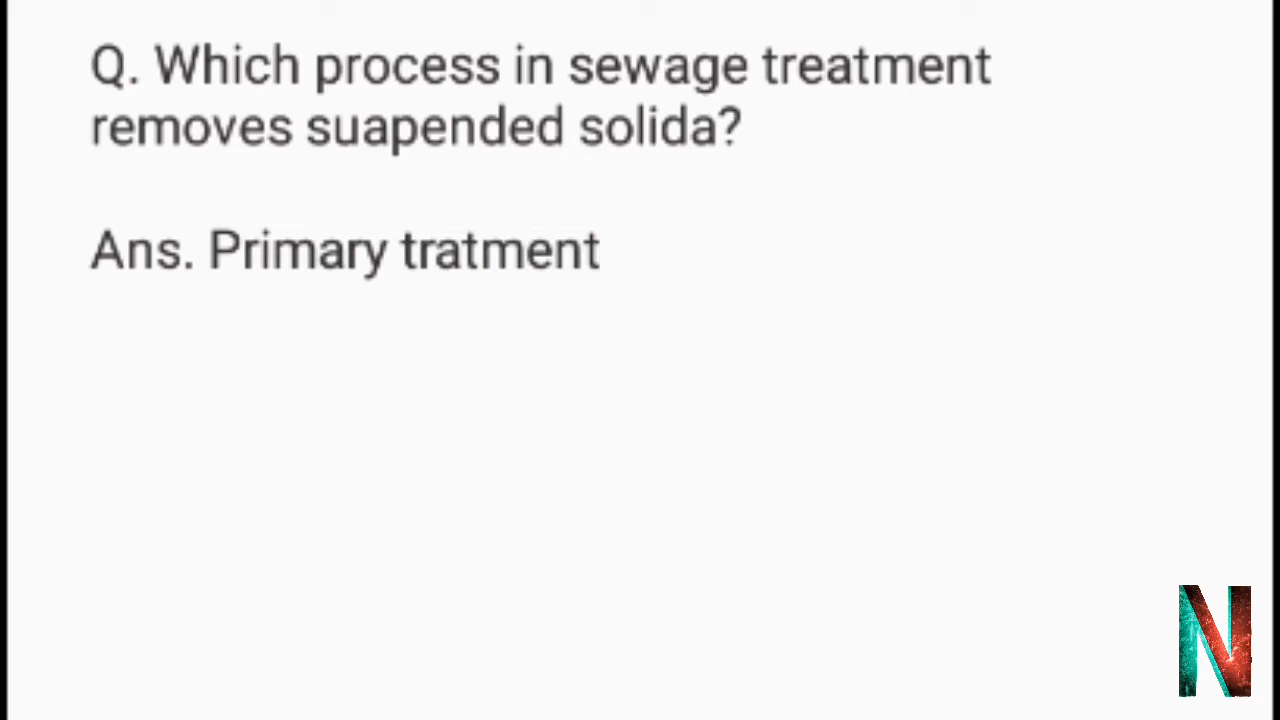 Q. Which process in sewage treatment
removes suapended solida?
Ans. Primary tratment
N